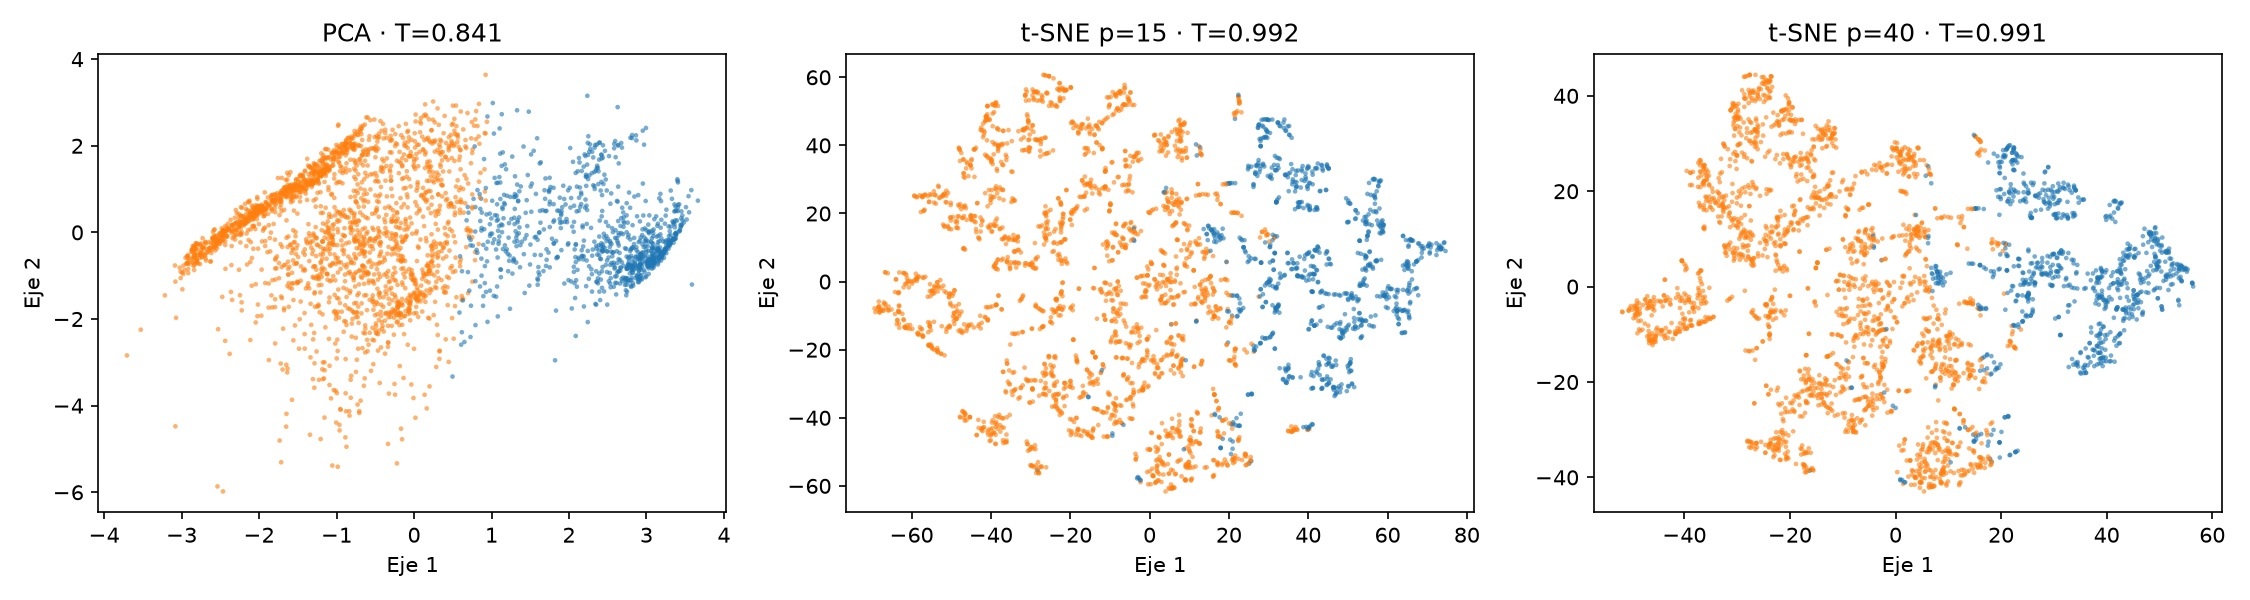 PCA · T=0.841
4
2
0
−2
−4
−6
Eje 2
−4 −3 −2 −1 0 1 2 3 4
Eje 1
t-SNE p=15 · T=0.992
60
40
20
0
−20
−40
−60
Eje 2
−60 −40 −20 0 20 40 60 80
Eje 1
t-SNE p=40 · T=0.991
40
20
0
−20
−40
Eje 2
−40 −20 0 20 40 60
Eje 1